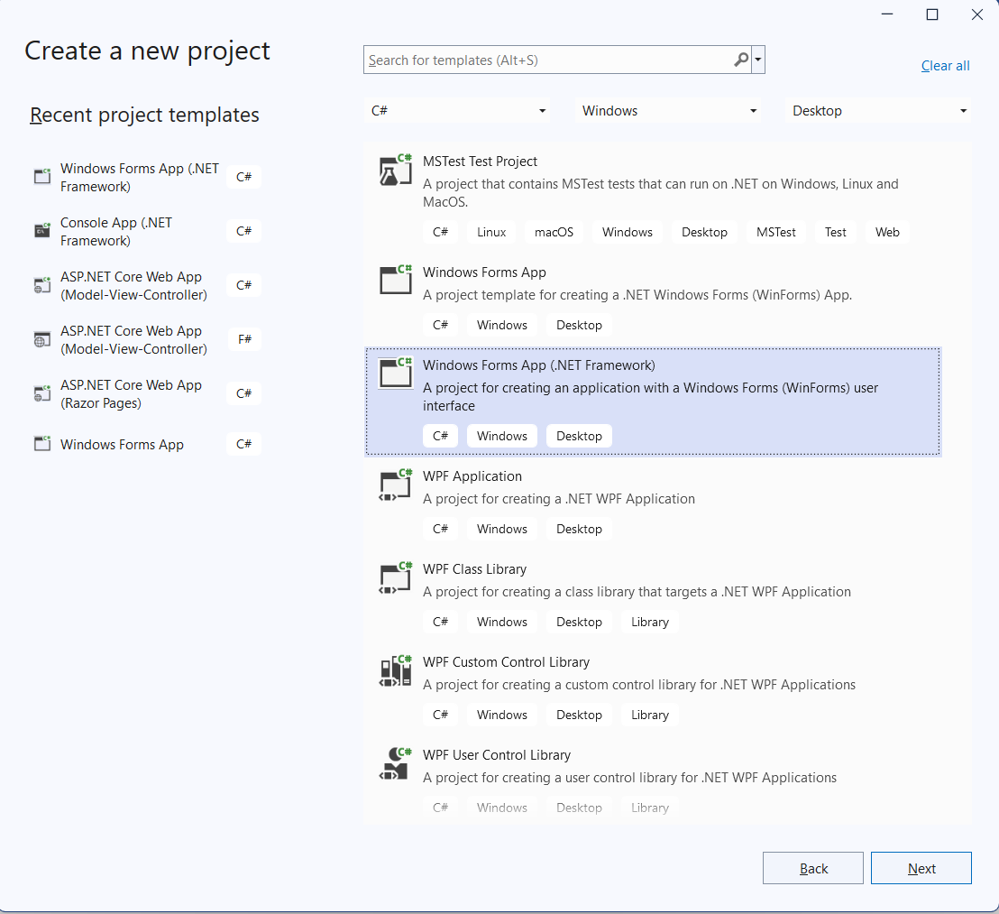 Create a new project
Search for templates (Alt+S)
Clear all
Recent project templates
C#
Windows
Desktop
Windows Forms App (.NET
Framework)
C#
Console App (.NET
Framework)
C#
ASP.NET Core Web App
(Model-View-Controller)
C#
ASP.NET Core Web App
(Model-View-Controller)
F#
ASP.NET Core Web App
(Razor Pages)
C#
Windows Forms App
C#
MSTest Test Project
A project that contains MSTest tests that can run on .NET on Windows, Linux and
MacOS.
C# Linux macOS Windows Desktop MSTest Test Web
Windows Forms App
A project template for creating a .NET Windows Forms (WinForms) App.
C# Windows Desktop
Windows Forms App (.NET Framework)
A project for creating an application with a Windows Forms (WinForms) user
interface
C# Windows Desktop
WPF Application
A project for creating a .NET WPF Application
C# Windows Desktop
WPF Class Library
A project for creating a class library that targets a .NET WPF Application
C# Windows Desktop Library
WPF Custom Control Library
A project for creating a custom control library for .NET WPF Applications
C# Windows Desktop Library
WPF User Control Library
A project for creating a user control library for .NET WPF Applications
C# Windows Desktop Library
Back
Next